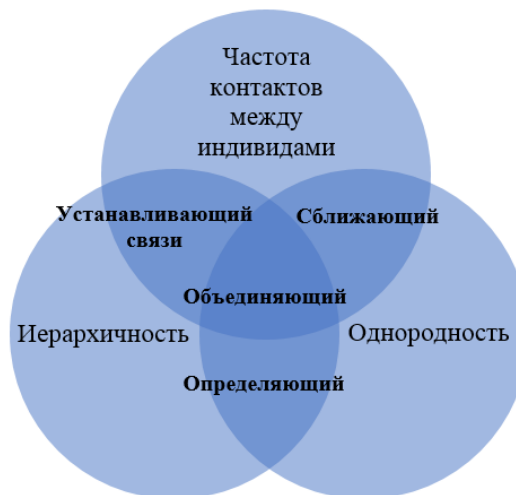 Частота
контактов
между
индивидами
Устанавливающий
связи
Сближающий
Объединяющий
Иерархичность
Однородность
Определяющий